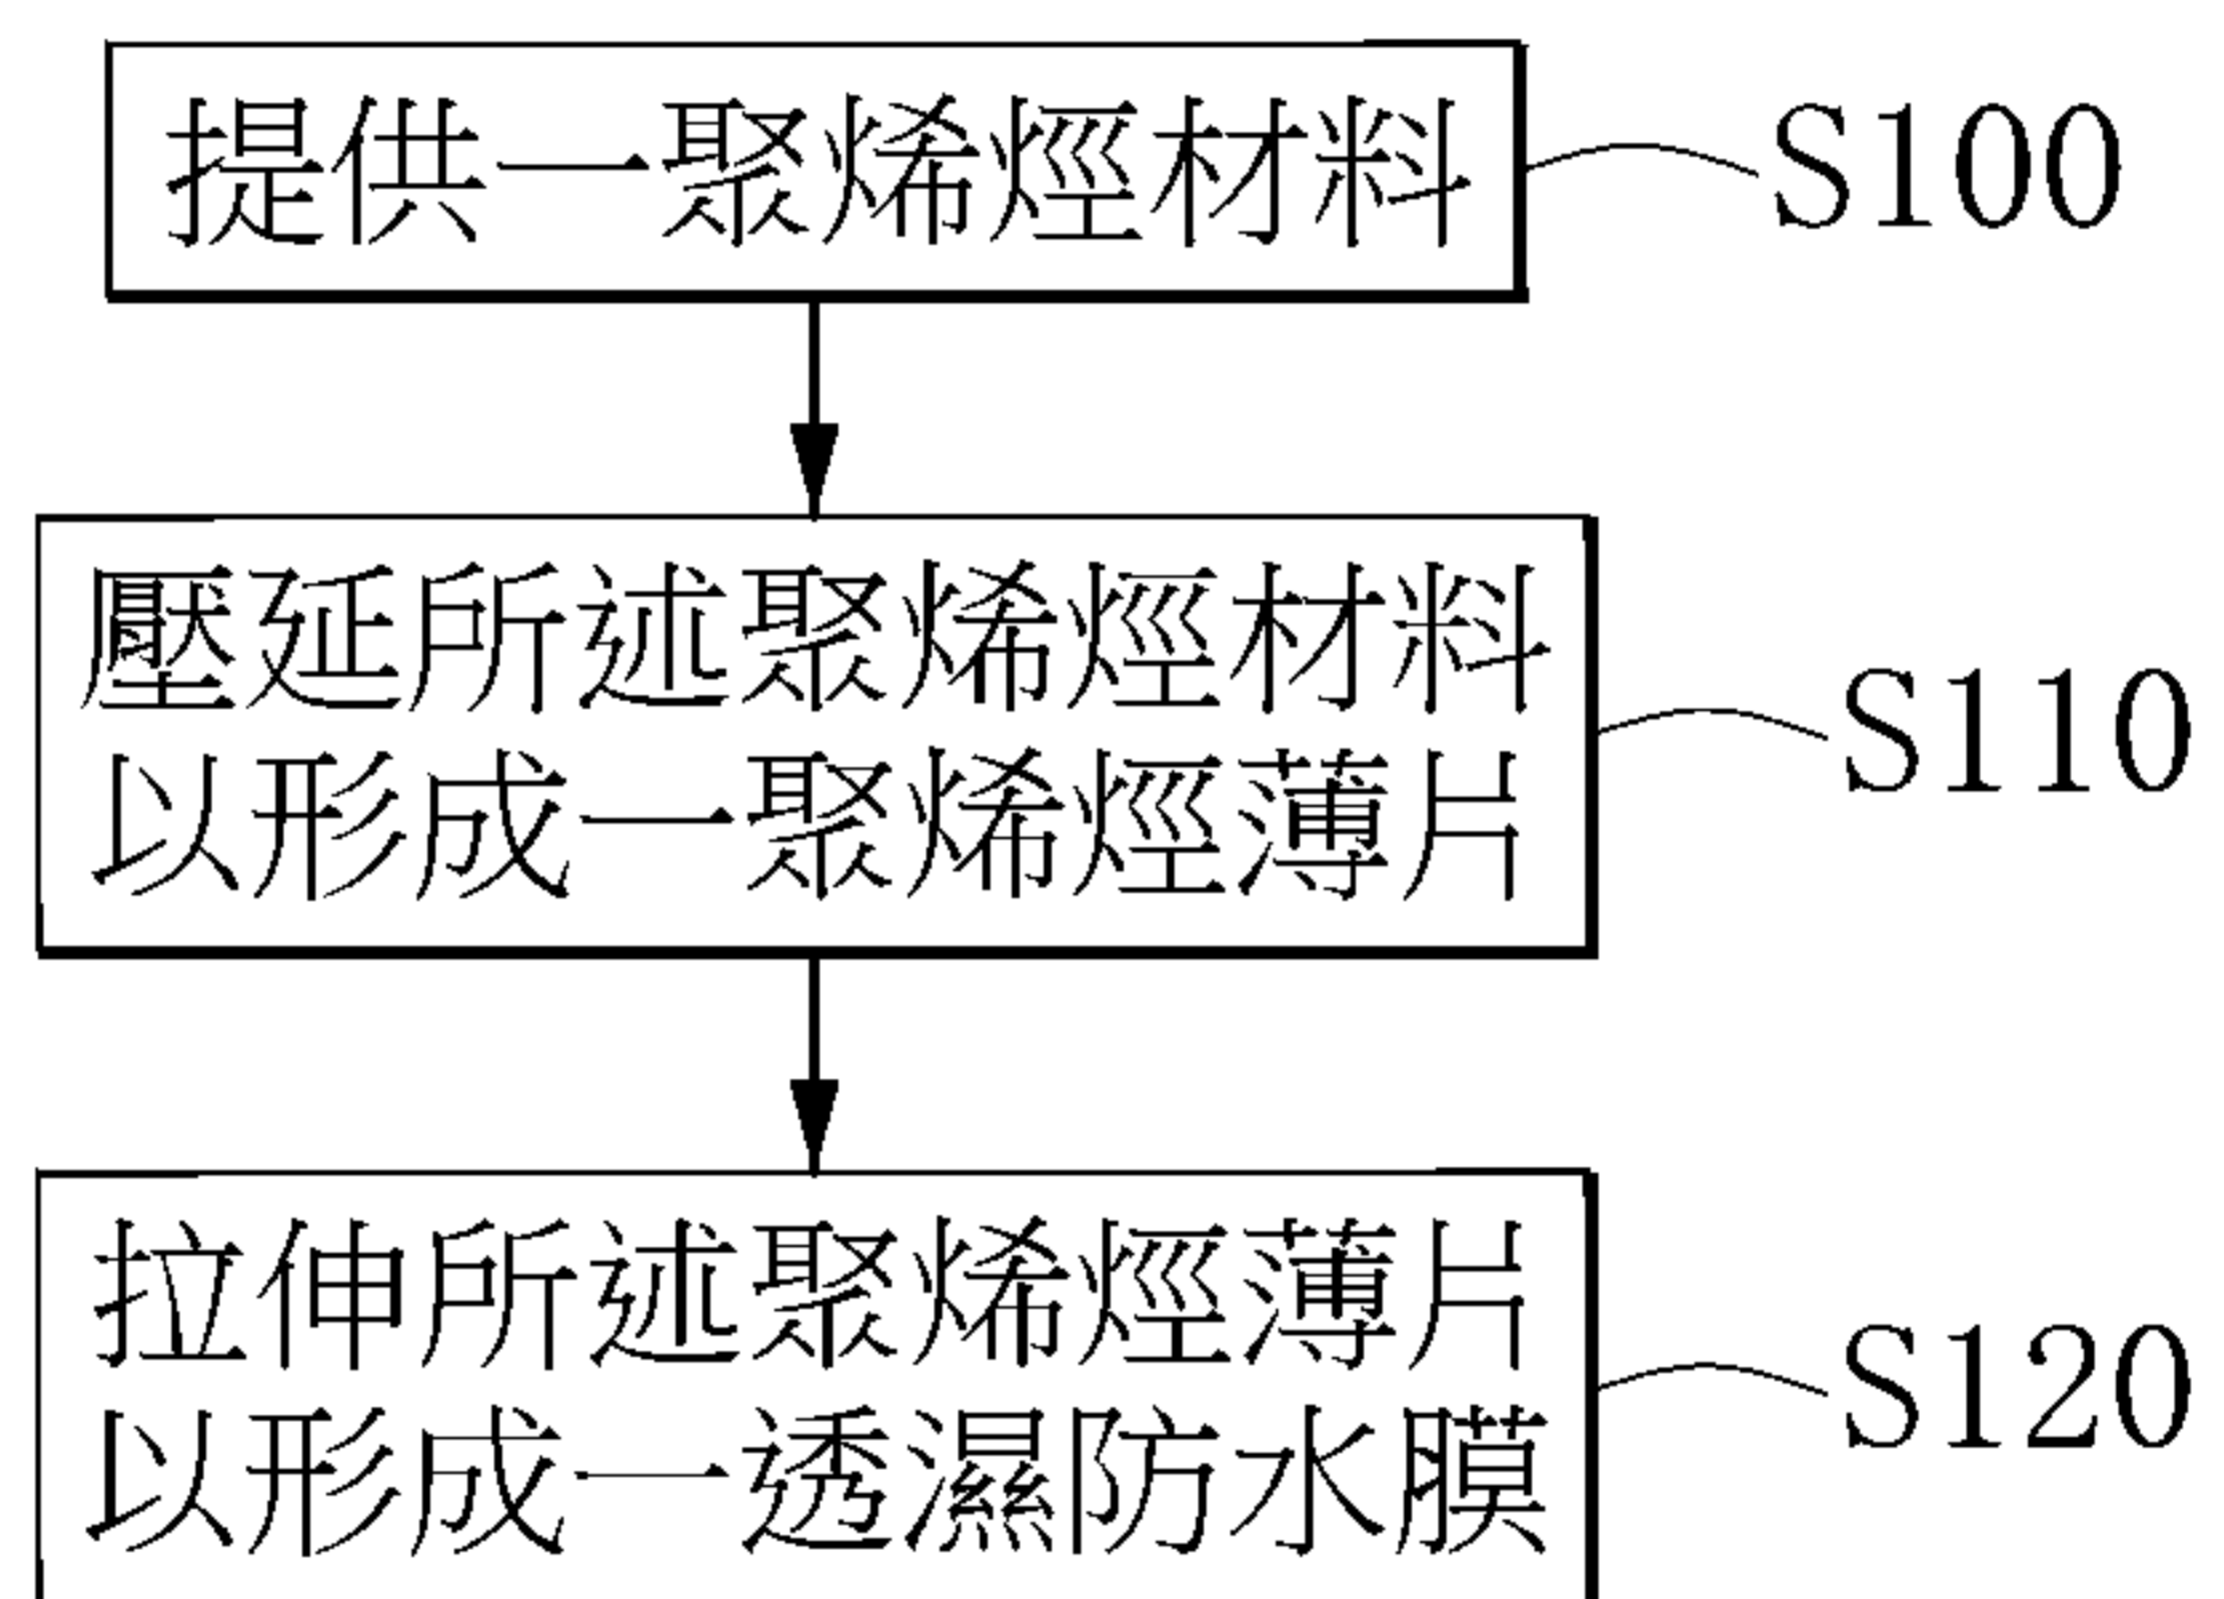 提供一聚烯烴材料
S100
壓延所述聚烯烴材料
以形成一聚烯烴薄片
S110
拉伸所述聚烯烴薄片
以形成一透濕防水膜
S120